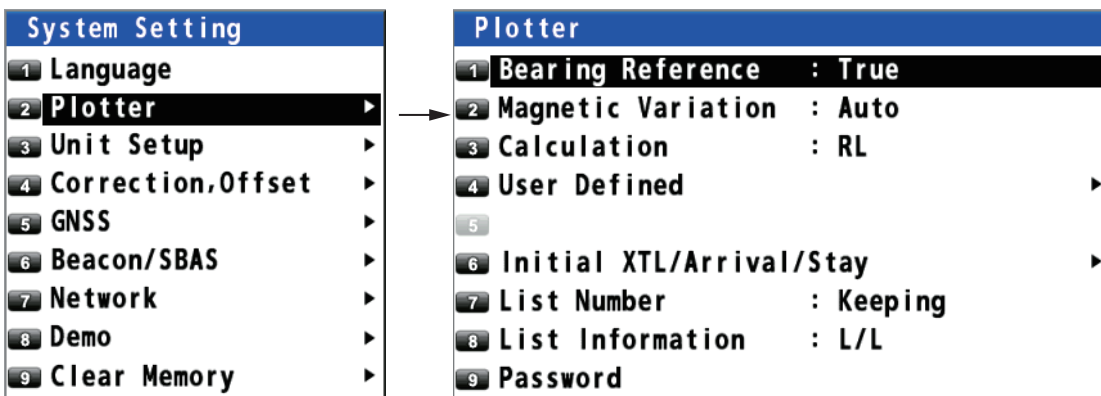 System Setting
1 Language
2 Plotter
3 Unit Setup
4 Correction,Offset
5 GNSS
6 Beacon/SBAS
7 Network
8 Demo
9 Clear Memory
Plotter
1 Bearing Reference : True
2 Magnetic Variation : Auto
3 Calculation : RL
4 User Defined
5
6 Initial XTL/Arrival/Stay
7 List Number : Keeping
8 List Information : L/L
9 Password